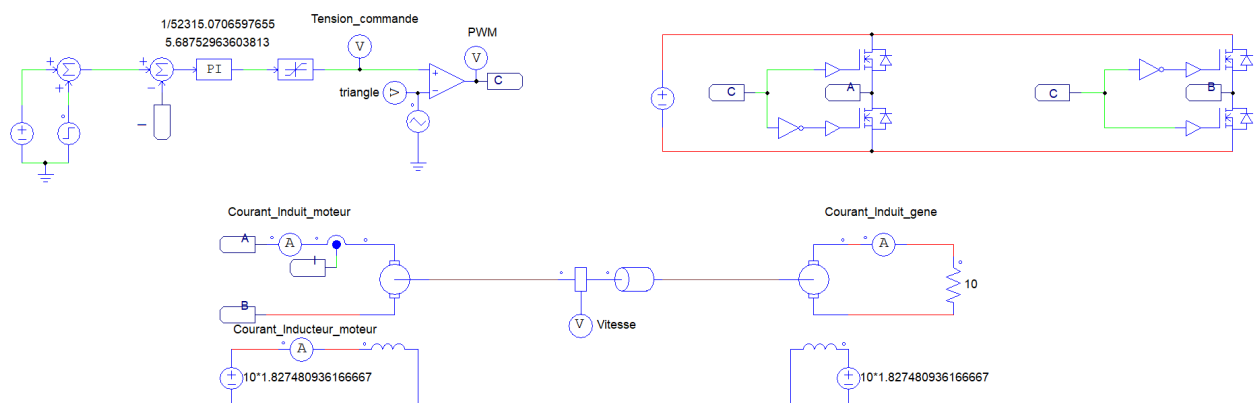 1/52315.0706597655
5.68752963603813
Tension_commande
PWM
V
V
PI
C
triangle
V
I
C
A
C
B
Courant_Induit_moteur
Courant_Induit_gene
A
A
A
I
B
10
V
Vitesse
Courant_Inducteur_moteur
A
10*1.827480936166667
10*1.827480936166667